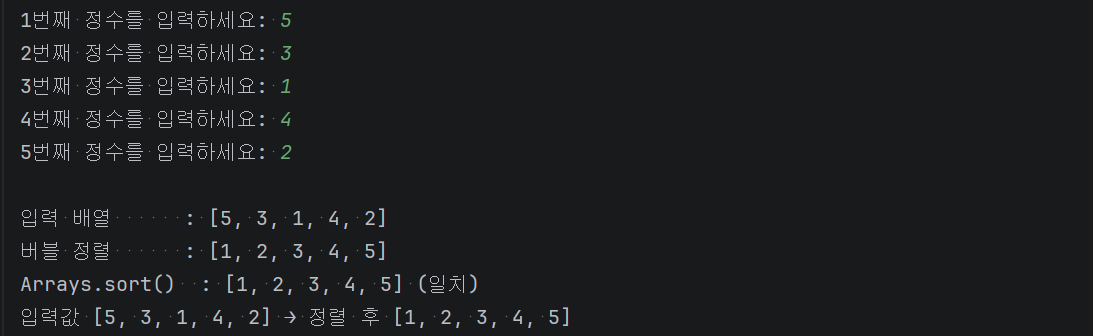 1번째 정수를 입력하세요: 5
2번째 정수를 입력하세요: 3
3번째 정수를 입력하세요: 1
4번째 정수를 입력하세요: 4
5번째 정수를 입력하세요: 2
입력 배열      : [5, 3, 1, 4, 2]
버블 정렬      : [1, 2, 3, 4, 5]
Arrays.sort()  : [1, 2, 3, 4, 5] (일치)
입력값 [5, 3, 1, 4, 2] → 정렬 후 [1, 2, 3, 4, 5]